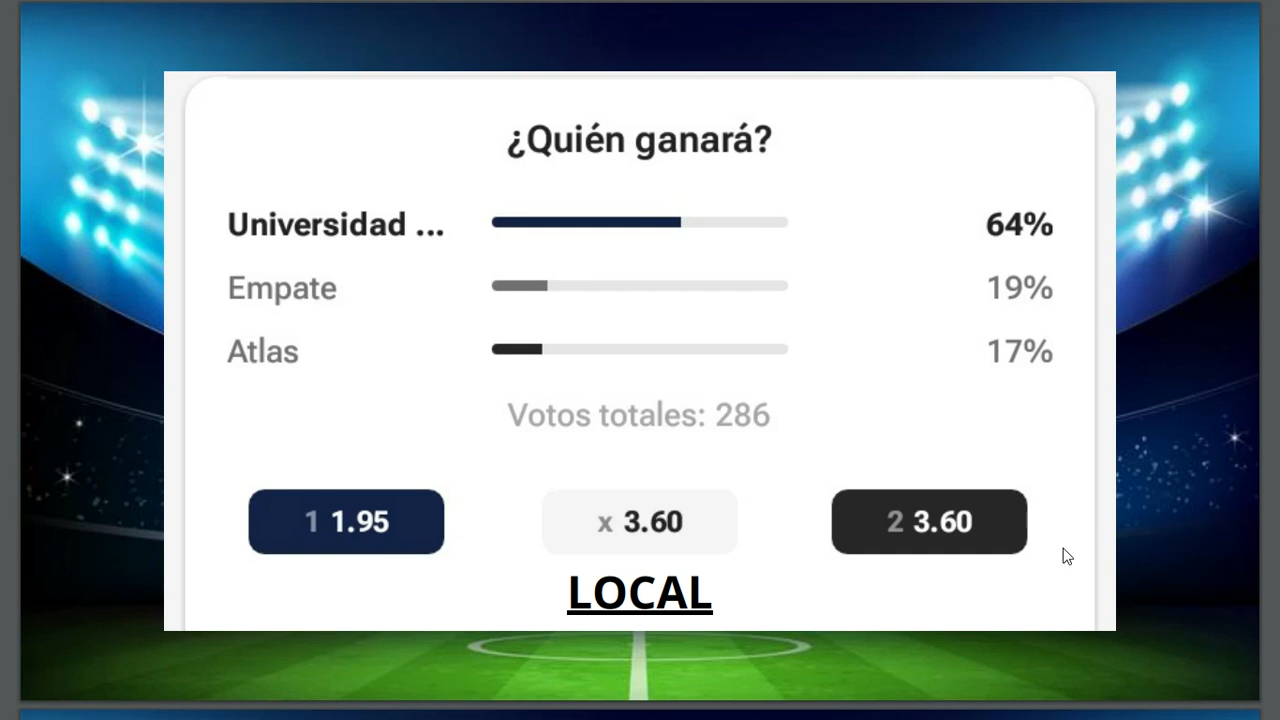 ¿Quién ganará?
Universidad ... 64%
Empate 19%
Atlas 17%
Votos totales: 286
1 1.95 x 3.60 2 3.60
LOCAL